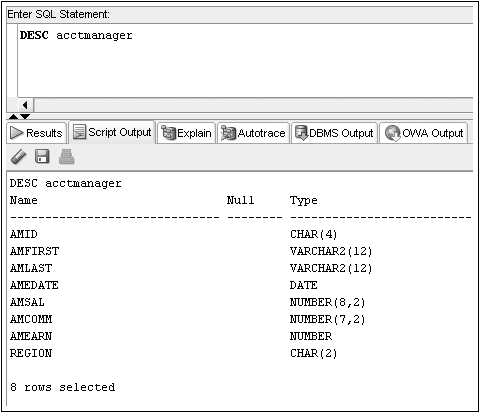 Enter SQL Statement:
DESC acctmanager
Results Script Output Explain Autotrace DBMS Output OWA Output
DESC acctmanager
Name Null Type
------------------------------ -------- --------------------------
AMID CHAR(4)
AMFIRST VARCHAR2(12)
AMLAST VARCHAR2(12)
AMEDATE DATE
AMSAL NUMBER(8,2)
AMCOMM NUMBER(7,2)
AMEARN NUMBER
REGION CHAR(2)
8 rows selected